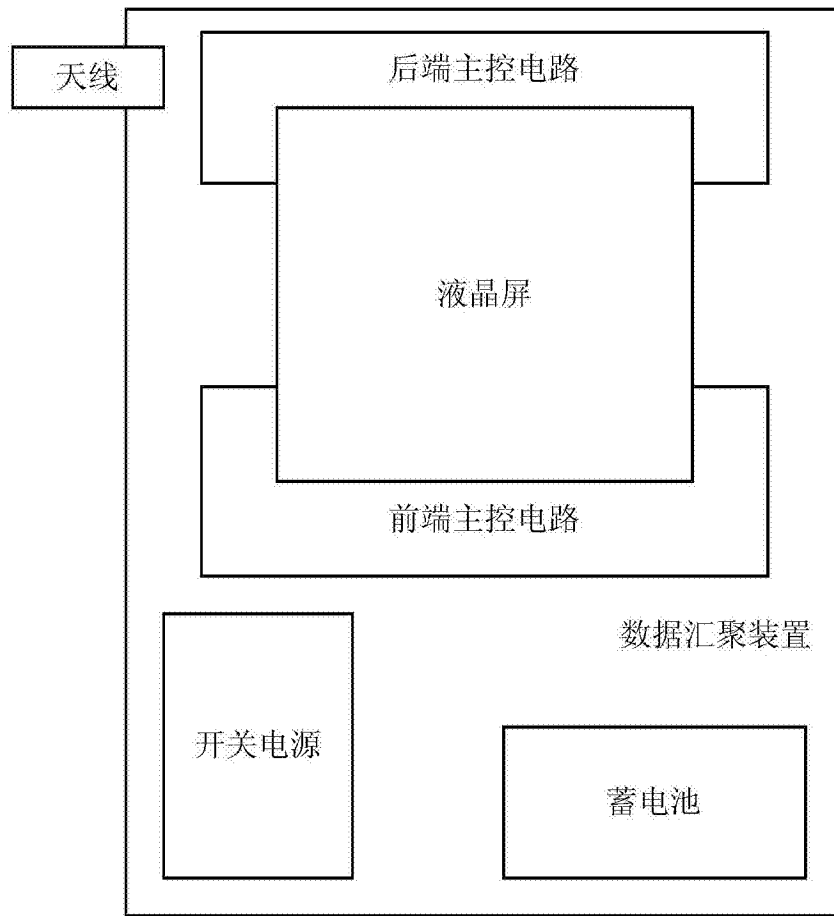 天线
后端主控电路
液晶屏
前端主控电路
数据汇聚装置
开关电源
蓄电池